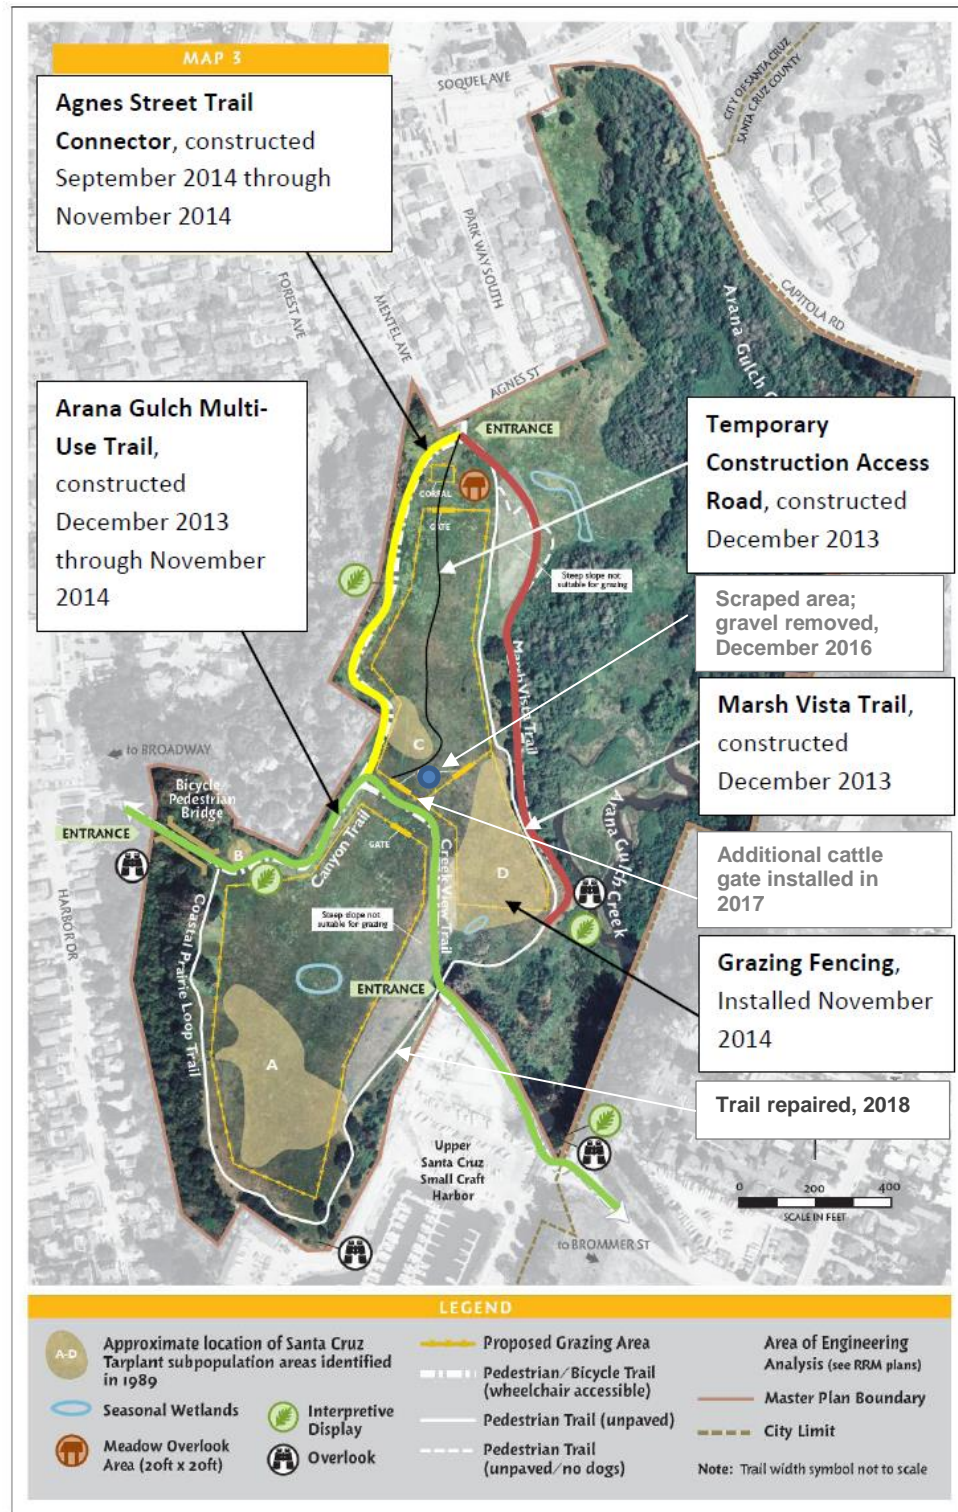 MAP 3
SOQUEL AVE
CITY OF SANTA CRUZ
SANTA CRUZ COUNTY
Agnes Street Trail
Connector, constructed
September 2014 through
November 2014
PARK WAY SOUTH
FOREST AVE
MENTEL AVE
CAPITOLA RD
Arana Gulch
AGNES ST
Arana Gulch Multi-
Use Trail,
constructed
December 2013
through November
2014
ENTRANCE
CORRAL
GATE
Steep slope not
suitable for grazing
Temporary
Construction Access
Road, constructed
December 2013
Scraped area;
gravel removed,
December 2016
Marsh Vista Trail
Marsh Vista Trail,
constructed
December 2013
C
to BROADWAY
Bicycle/
Pedestrian
Bridge
ENTRANCE
B
Canyon Trail
GATE
Creek View Trail
D
Arana Gulch Creek
Additional cattle
gate installed in
2017
HARBOR DR
Coastal Prairie Loop Trail
Steep slope not
suitable for grazing
ENTRANCE
Grazing Fencing,
Installed November
2014
A
Trail repaired, 2018
Upper
Santa Cruz
Small Craft
Harbor
0 200 400
SCALE IN FEET
to BROMMER ST
LEGEND
A-D
Approximate location of Santa Cruz
Tarplant subpopulation areas identified
in 1989
Seasonal Wetlands
Meadow Overlook
Area (20ft x 20ft)
Interpretive
Display
Overlook
Proposed Grazing Area
Pedestrian/Bicycle Trail
(wheelchair accessible)
Pedestrian Trail (unpaved)
Pedestrian Trail
(unpaved/no dogs)
Area of Engineering
Analysis (see RRM plans)
Master Plan Boundary
City Limit
Note: Trail width symbol not to scale